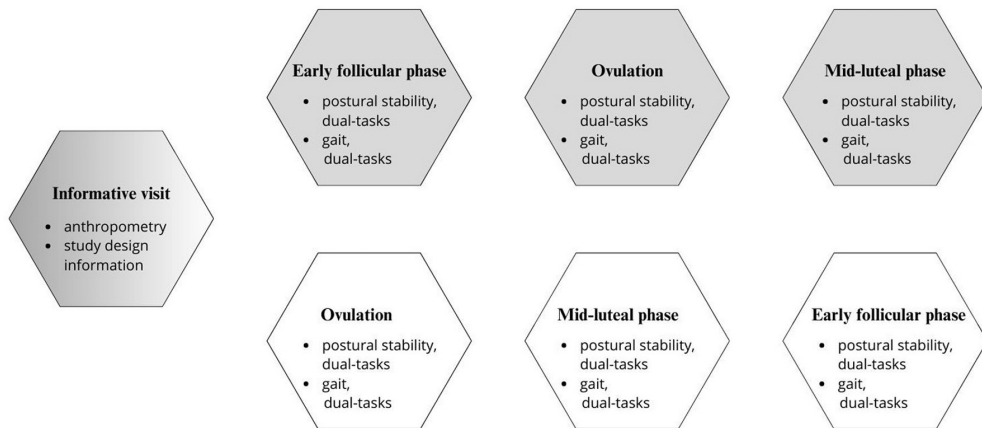 Early follicular phase
• postural stability,
dual-tasks
• gait,
dual-tasks
Ovulation
• postural stability,
dual-tasks
• gait,
dual-tasks
Mid-luteal phase
• postural stability,
dual-tasks
• gait,
dual-tasks
Informative visit
• anthropometry
• study design
information
Ovulation
• postural stability,
dual-tasks
• gait,
dual-tasks
Mid-luteal phase
• postural stability,
dual-tasks
• gait,
dual-tasks
Early follicular phase
• postural stability,
dual-tasks
• gait,
dual-tasks